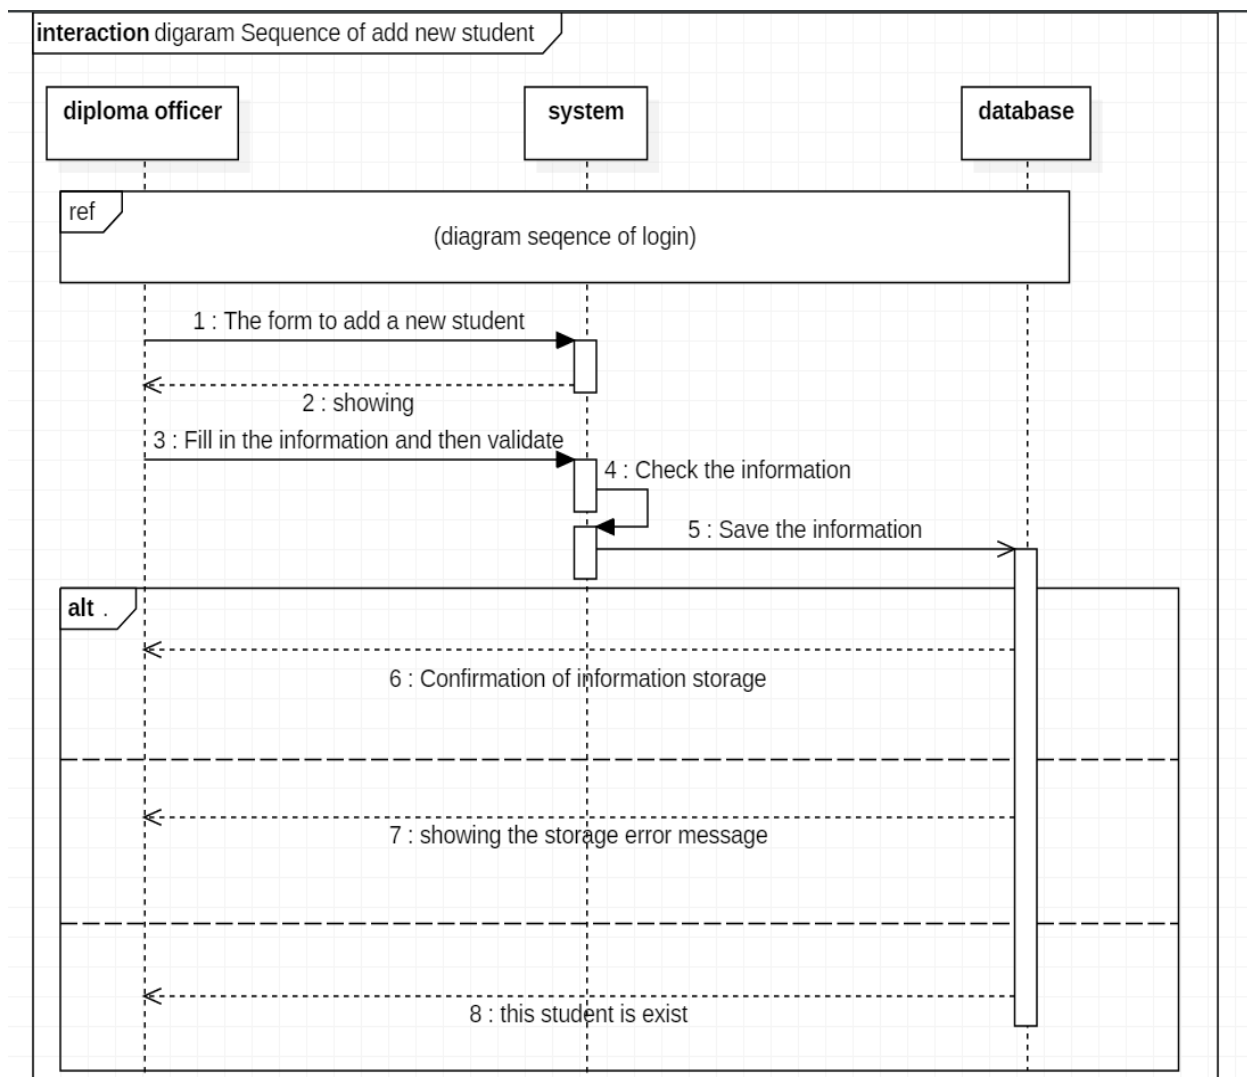 interaction digaram Sequence of add new student
diploma officer
system
database
ref
(diagram seqence of login)
1 : The form to add a new student
2 : showing
3 : Fill in the information and then validate
4 : Check the information
5 : Save the information
alt .
6 : Confirmation of information storage
7 : showing the storage error message
8 : this student is exist